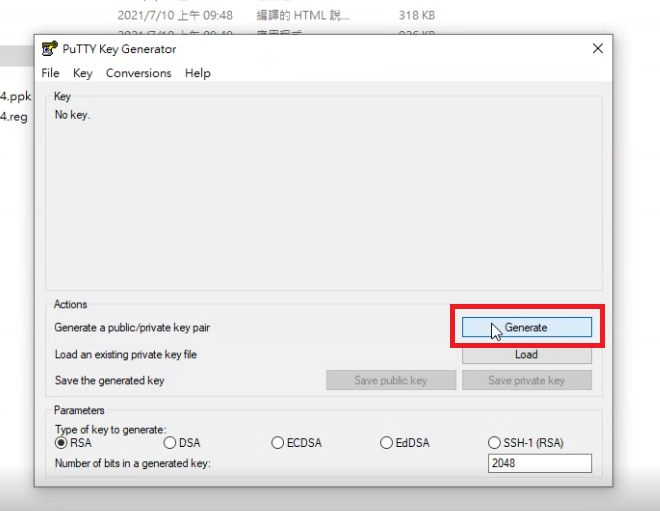 2021/7/10 上午 09:48 編譯的 HTML 說... 318 KB
PuTTY Key Generator
File Key Conversions Help
4.ppk
Key
4.reg
No key.
Actions
Generate a public/private key pair Generate
Load an existing private key file Load
Save the generated key Save public key Save private key
Parameters
Type of key to generate:
RSA DSA ECDSA EdDSA SSH-1 (RSA)
Number of bits in a generated key: 2048